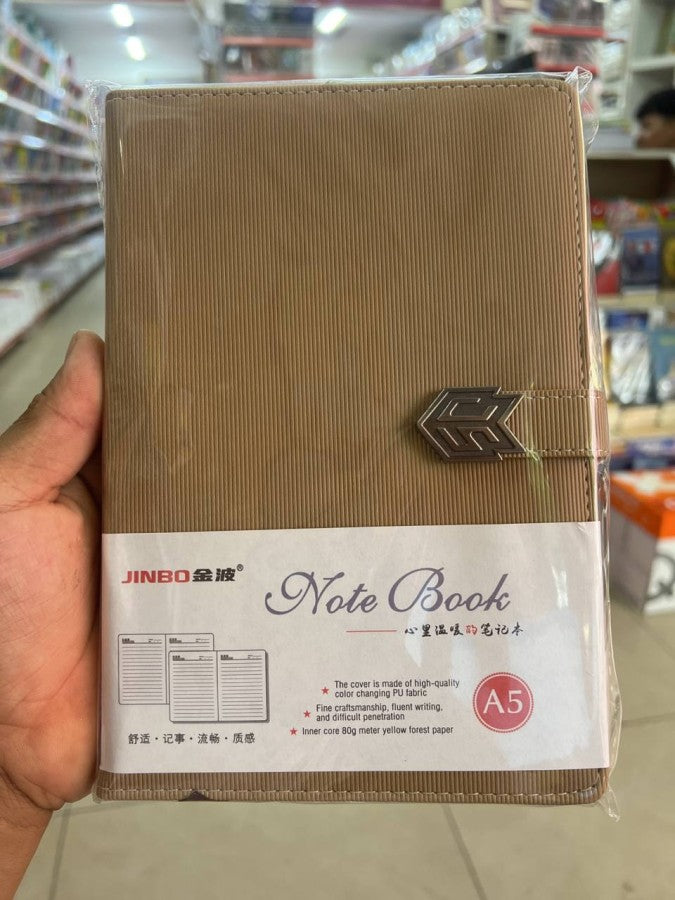 JINBO金波®
Note Book
心里温暖的笔记本
The cover is made of high-quality
color changing PU fabric
Fine craftsmanship, fluent writing,
and difficult penetration
Inner core 80g meter yellow forest paper
A5
舒适·记事·流畅·质感